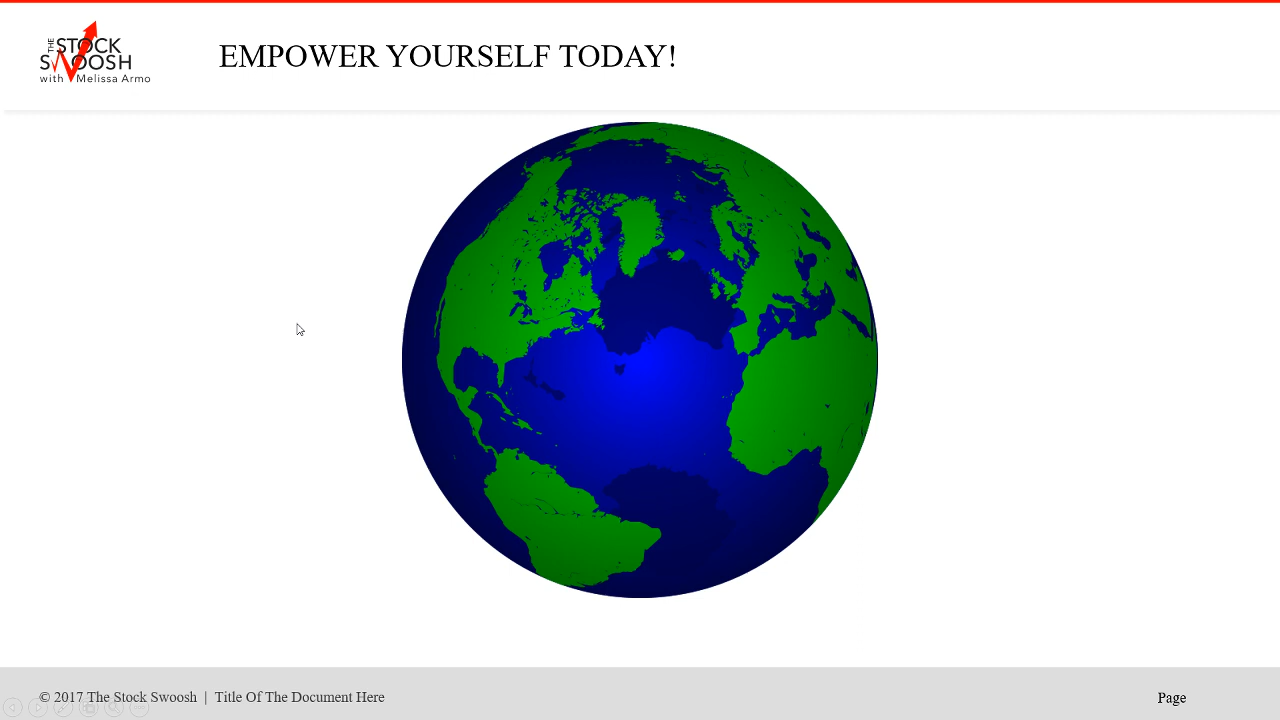 THE STOCK
SWOOSH
with Melissa Armo
EMPOWER YOURSELF TODAY!
© 2017 The Stock Swoosh | Title Of The Document Here
Page